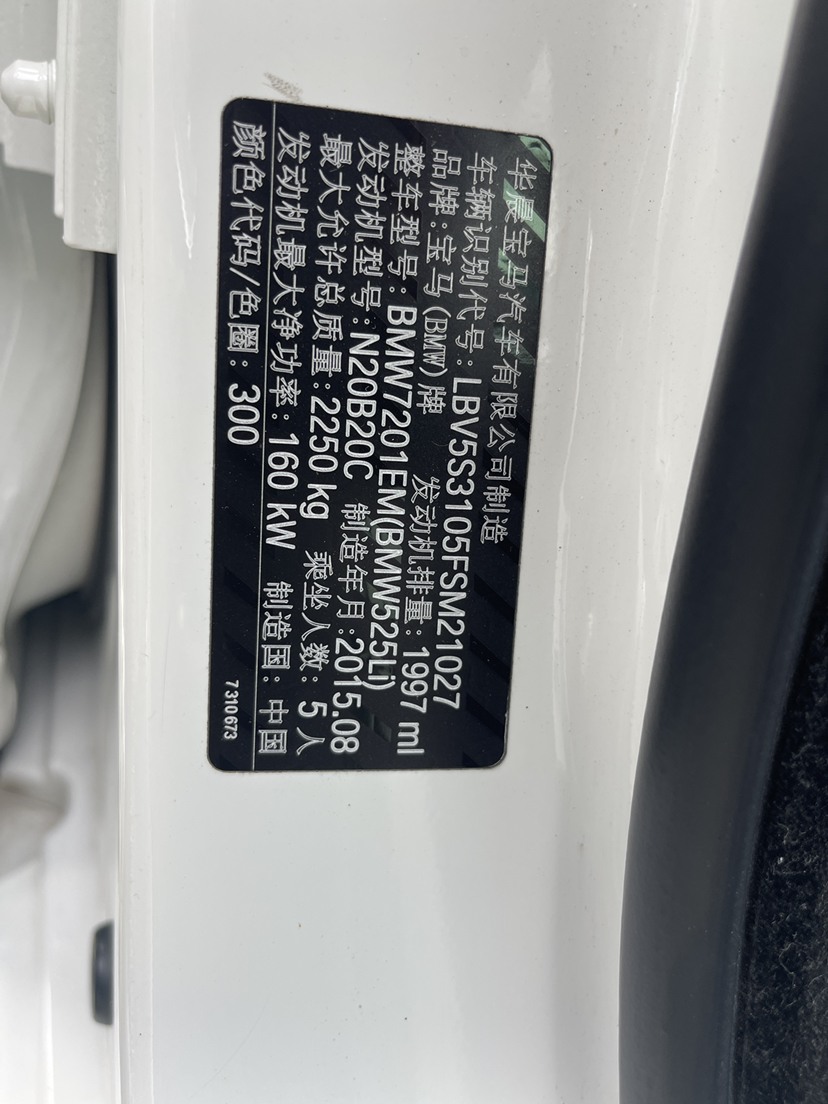 华晨宝马汽车有限公司制造
车辆识别代号:LBV5S3105FSM21027
品牌:宝马(BMW)牌 发动机排量:1997 ml
整车型号:BMW7201EM(BMW525Li)
发动机型号:N20B20C 制造年月:2015.08
最大允许总质量:2250 kg 乘坐人数:5人
发动机最大净功率:160 kW 制造国:中国
颜色代码/色圈:300
7 310 673